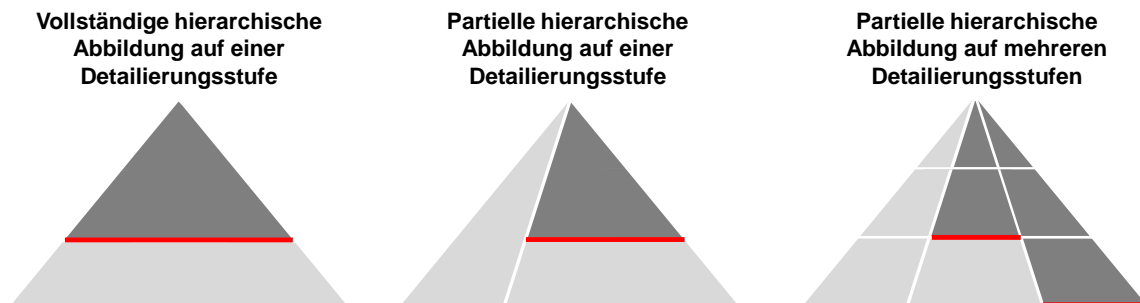 Vollständige hierarchische
Abbildung auf einer
Detailierungsstufe
Partielle hierarchische
Abbildung auf einer
Detailierungsstufe
Partielle hierarchische
Abbildung auf mehreren
Detailierungsstufen